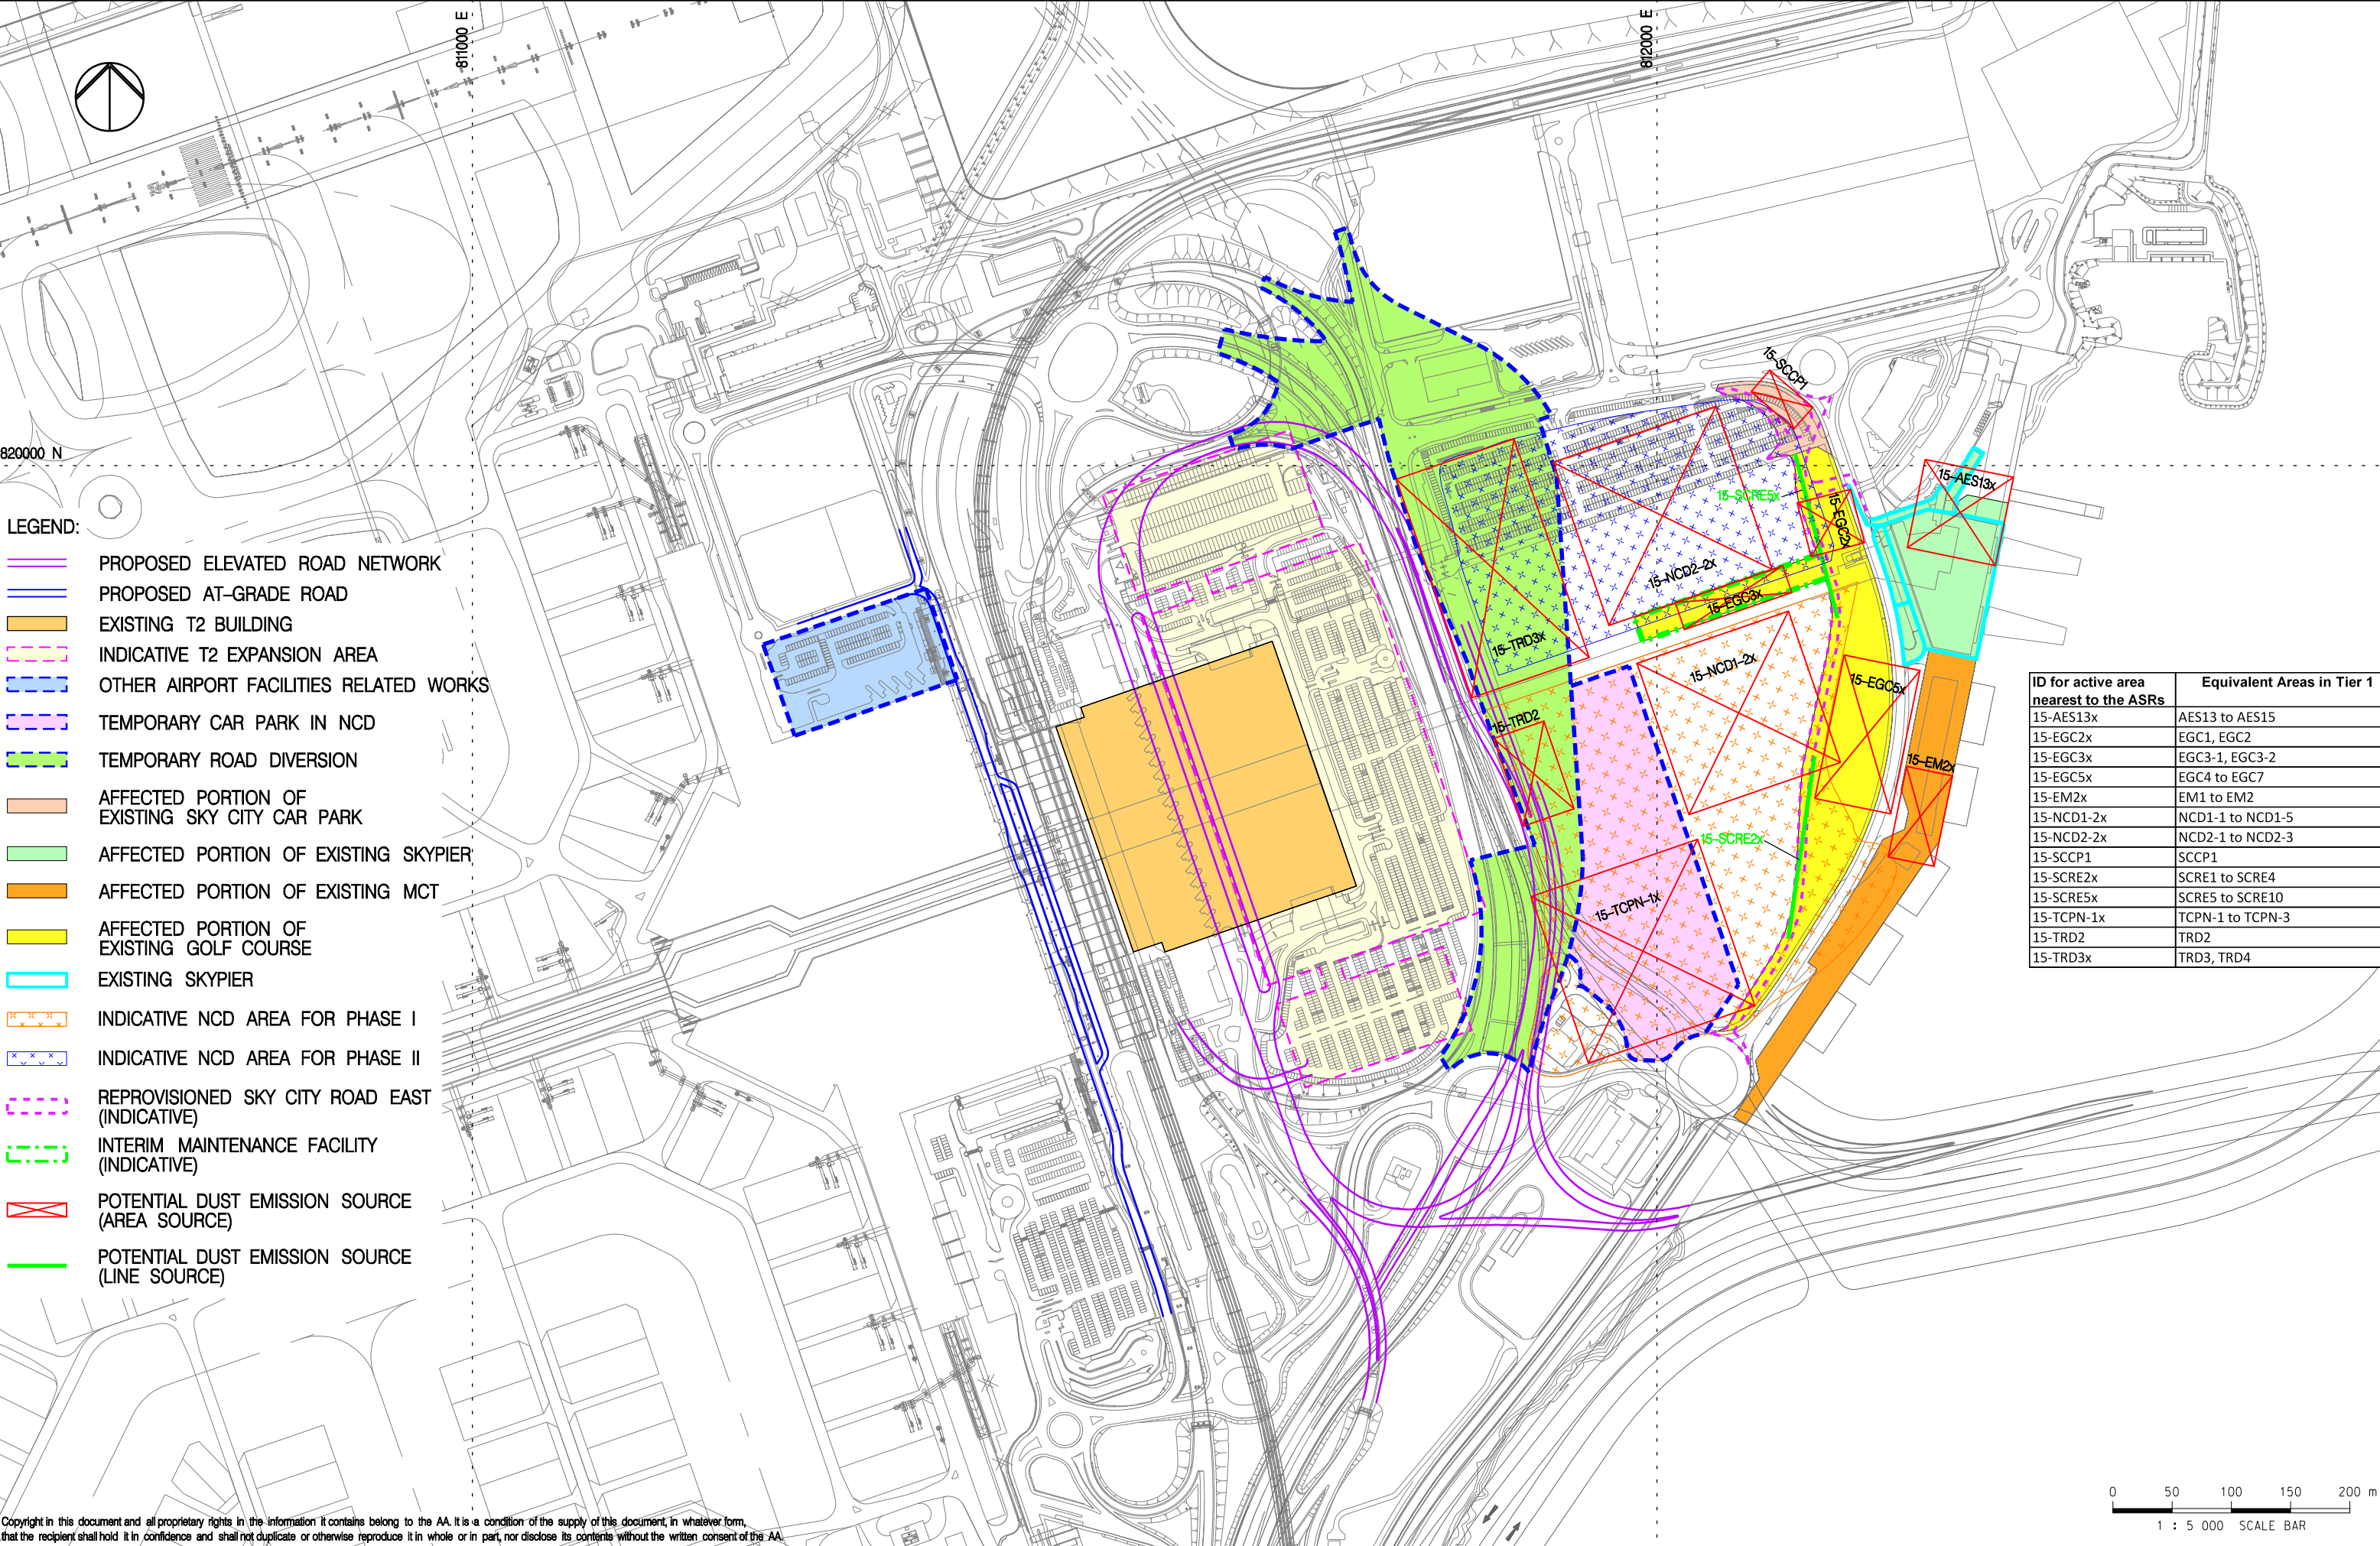 811000 E
812000 E
820000 N
LEGEND:
PROPOSED ELEVATED ROAD NETWORK
PROPOSED AT-GRADE ROAD
EXISTING T2 BUILDING
INDICATIVE T2 EXPANSION AREA
OTHER AIRPORT FACILITIES RELATED WORKS
TEMPORARY CAR PARK IN NCD
TEMPORARY ROAD DIVERSION
AFFECTED PORTION OF
EXISTING SKY CITY CAR PARK
AFFECTED PORTION OF EXISTING SKYPIER
AFFECTED PORTION OF EXISTING MCT
AFFECTED PORTION OF
EXISTING GOLF COURSE
EXISTING SKYPIER
INDICATIVE NCD AREA FOR PHASE I
INDICATIVE NCD AREA FOR PHASE II
REPROVISIONED SKY CITY ROAD EAST
(INDICATIVE)
INTERIM MAINTENANCE FACILITY
(INDICATIVE)
POTENTIAL DUST EMISSION SOURCE
(AREA SOURCE)
POTENTIAL DUST EMISSION SOURCE
(LINE SOURCE)
15-SCCP1
15-AES13x
15-SCRE5x
15-EGC2x
15-NCD2-2x
15-EGC3x
15-TRD3x
15-NCD1-2x
15-EGC5x
15-TRD2
15-EM2x
15-SCRE2x
15-TCPN-1x
ID for active area nearest to the ASRs Equivalent Areas in Tier 1
15-AES13x AES13 to AES15
15-EGC2x EGC1, EGC2
15-EGC3x EGC3-1, EGC3-2
15-EGC5x EGC4 to EGC7
15-EM2x EM1 to EM2
15-NCD1-2x NCD1-1 to NCD1-5
15-NCD2-2x NCD2-1 to NCD2-3
15-SCCP1 SCCP1
15-SCRE2x SCRE1 to SCRE4
15-SCRE5x SCRE5 to SCRE10
15-TCPN-1x TCPN-1 to TCPN-3
15-TRD2 TRD2
15-TRD3x TRD3, TRD4
0 50 100 150 200 m
1 : 5 000 SCALE BAR
Copyright in this document and all proprietary rights in the information it contains belong to the AA. It is a condition of the supply of this document, in whatever form,
that the recipient shall hold it in confidence and shall not duplicate or otherwise reproduce it in whole or in part, nor disclose its contents without the written consent of the AA.